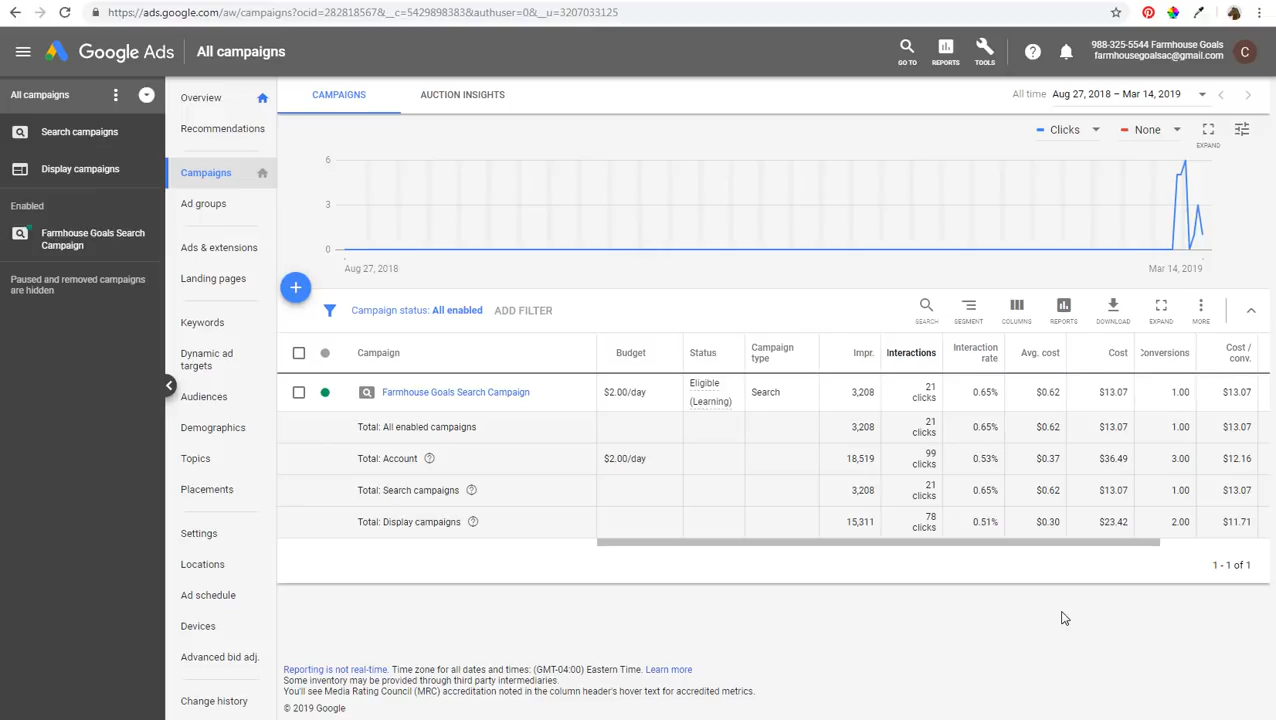 https://ads.google.com/aw/campaigns?ocid=282818567&__c=5429898383&authuser=0&__u=3207033125
Google Ads
All campaigns
GO TO
REPORTS
TOOLS
988-325-5544 Farmhouse Goals
farmhousegoalsac@gmail.com
C
All campaigns
Search campaigns
Display campaigns
Enabled
Farmhouse Goals Search
Campaign
Paused and removed campaigns
are hidden
Overview
Recommendations
Campaigns
Ad groups
Ads & extensions
Landing pages
Keywords
Dynamic ad
targets
Audiences
Demographics
Topics
Placements
Settings
Locations
Ad schedule
Devices
Advanced bid adj.
Change history
CAMPAIGNS
AUCTION INSIGHTS
All time
Aug 27, 2018 – Mar 14, 2019
Clicks
None
EXPAND
6
3
0
Aug 27, 2018
Mar 14, 2019
Campaign status: All enabled
ADD FILTER
SEARCH
SEGMENT
COLUMNS
REPORTS
DOWNLOAD
EXPAND
MORE
Campaign
Budget
Status
Campaign
type
Impr.
Interactions
Interaction
rate
Avg. cost
Cost
Conversions
Cost /
conv.
Farmhouse Goals Search Campaign
$2.00/day
Eligible
(Learning)
Search
3,208
21
clicks
0.65%
$0.62
$13.07
1.00
$13.07
Total: All enabled campaigns
3,208
21
clicks
0.65%
$0.62
$13.07
1.00
$13.07
Total: Account
$2.00/day
18,519
99
clicks
0.53%
$0.37
$36.49
3.00
$12.16
Total: Search campaigns
3,208
21
clicks
0.65%
$0.62
$13.07
1.00
$13.07
Total: Display campaigns
15,311
78
clicks
0.51%
$0.30
$23.42
2.00
$11.71
1 - 1 of 1
Reporting is not real-time. Time zone for all dates and times: (GMT-04:00) Eastern Time. Learn more
Some inventory may be provided through third party intermediaries.
You'll see Media Rating Council (MRC) accreditation noted in the column header's hover text for accredited metrics.
© 2019 Google